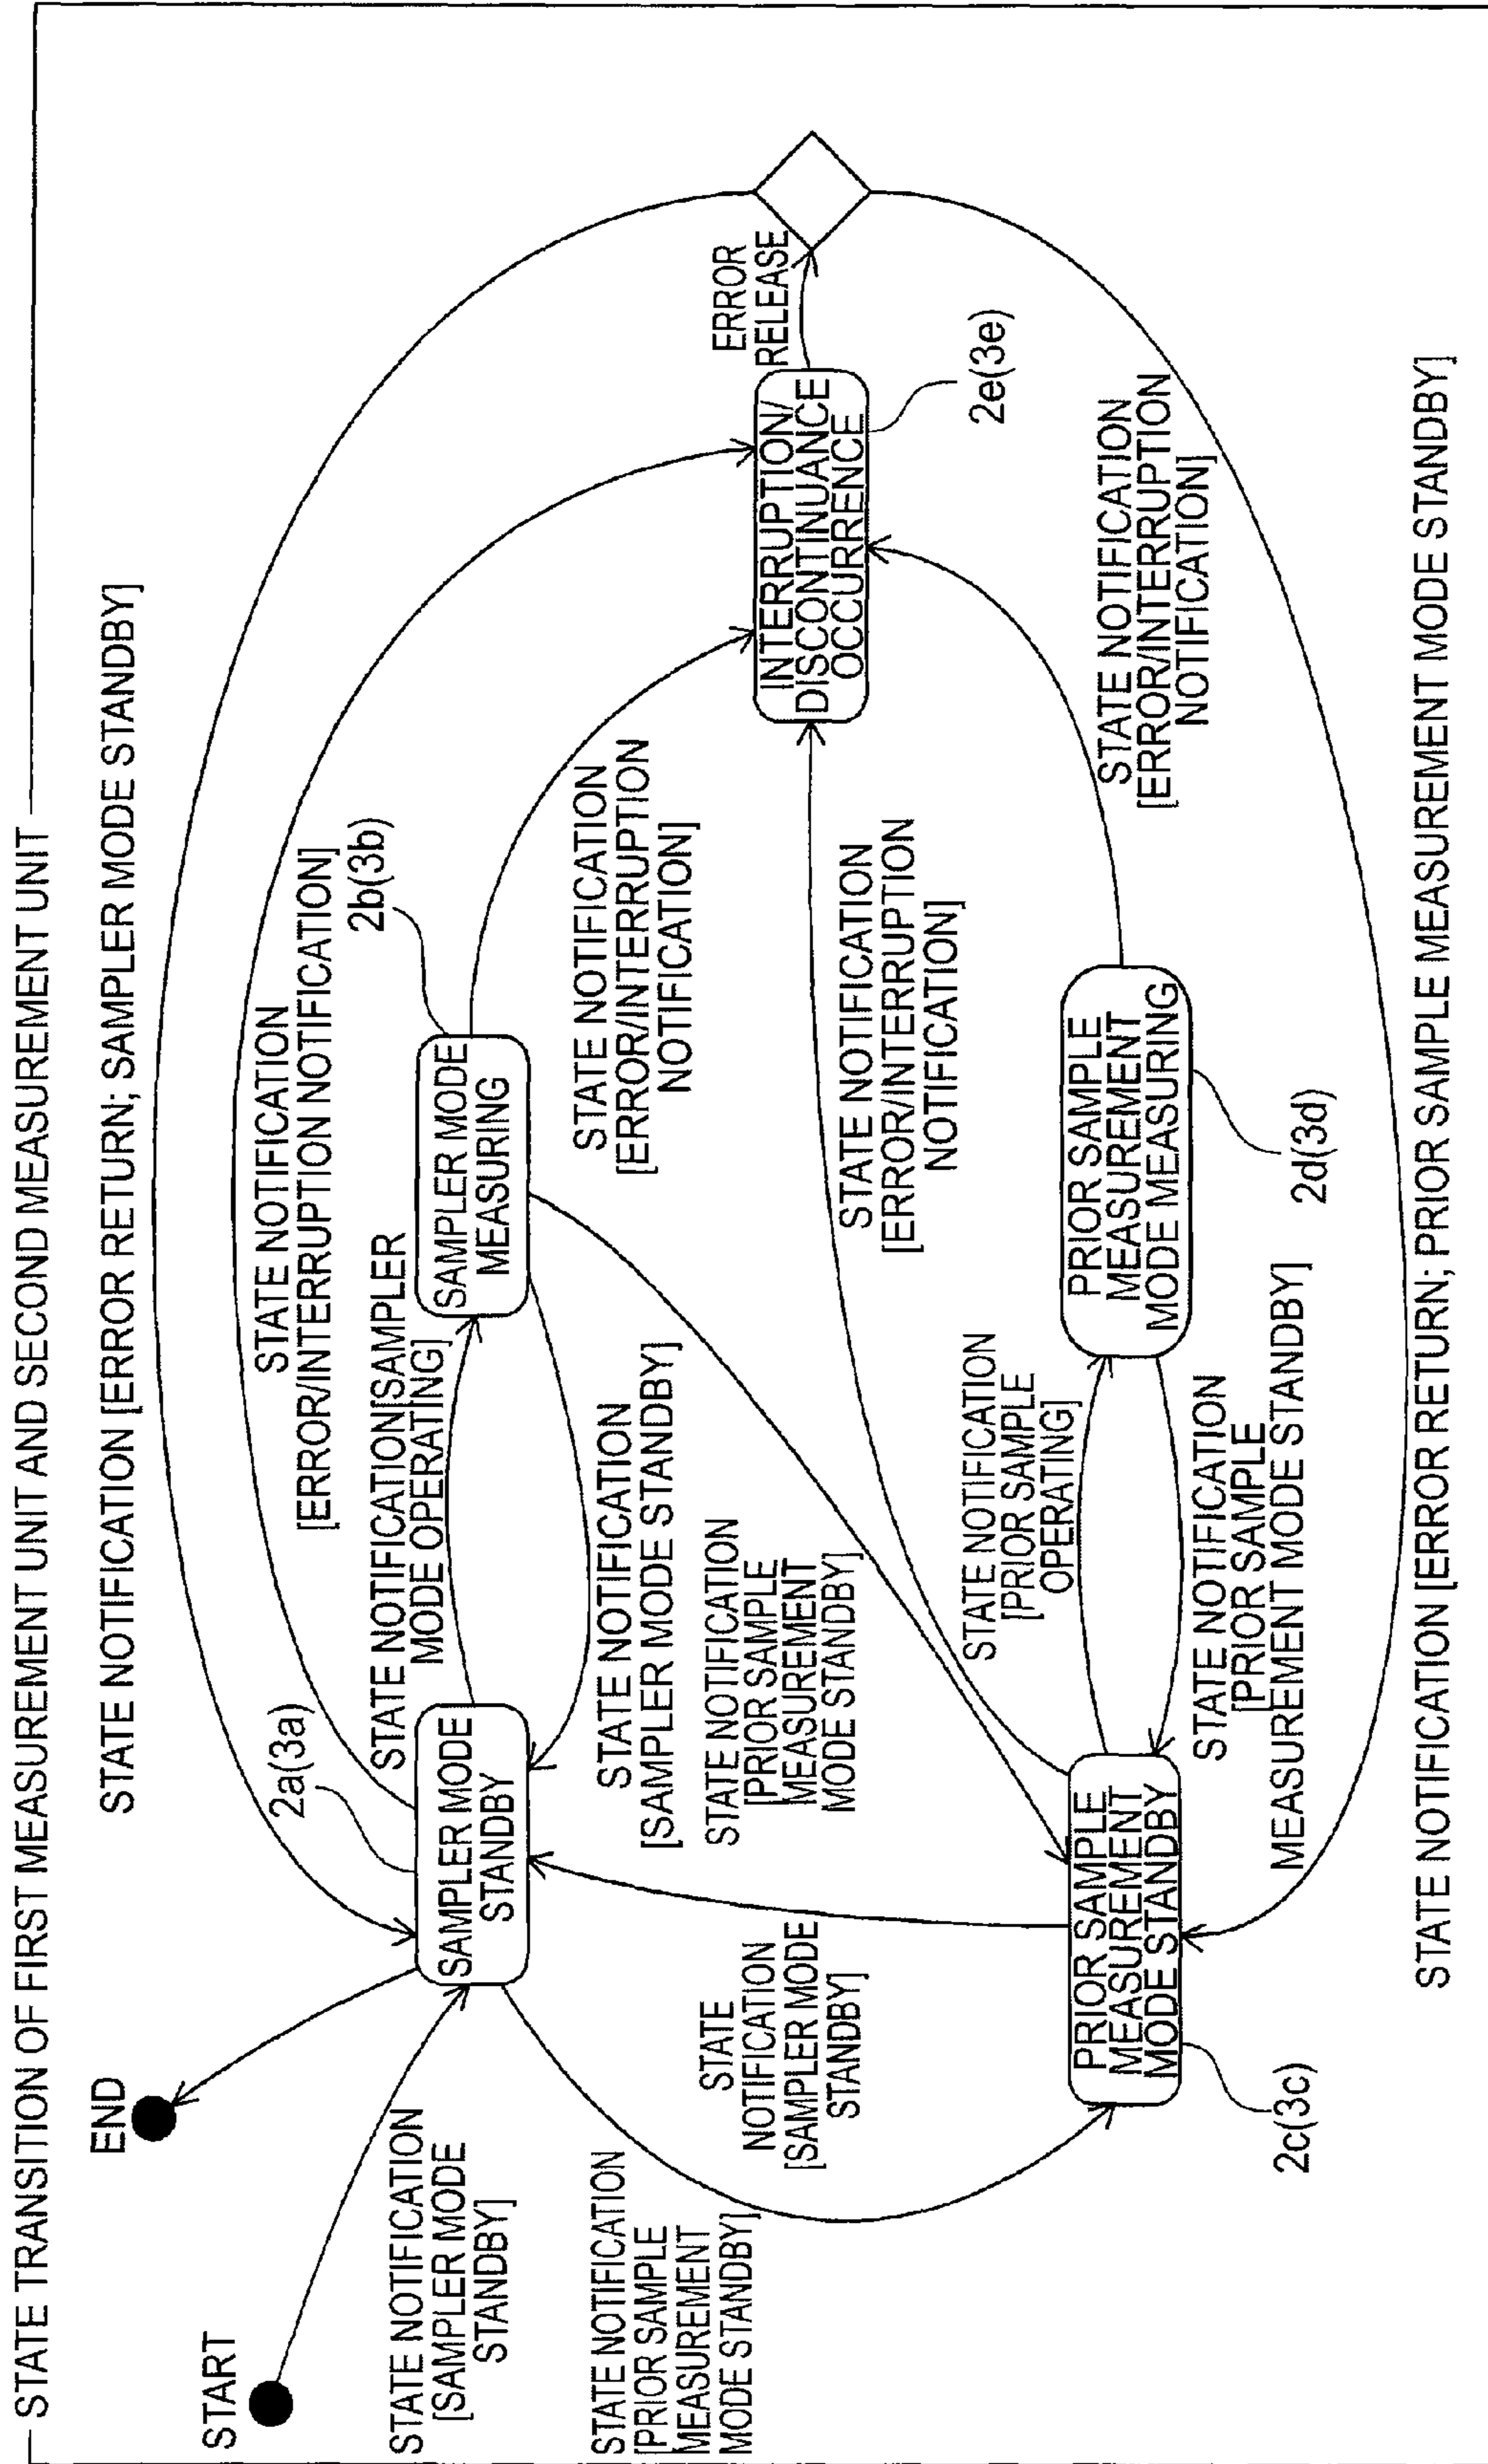 STATE TRANSITION OF FIRST MEASUREMENT UNIT AND SECOND MEASUREMENT UNIT
END
START
STATE NOTIFICATION [ERROR RETURN; SAMPLER MODE STANDBY]
STATE NOTIFICATION
[ERROR/INTERRUPTION NOTIFICATION]
2a(3a)
2b(3b)
STATE NOTIFICATION[SAMPLER
MODE OPERATING]
STATE NOTIFICATION
[SAMPLER MODE
STANDBY]
SAMPLER MODE
STANDBY
SAMPLER MODE
MEASURING
STATE NOTIFICATION
[SAMPLER MODE STANDBY]
STATE NOTIFICATION
[ERROR/INTERRUPTION
NOTIFICATION]
STATE NOTIFICATION
[PRIOR SAMPLE
MEASUREMENT
MODE STANDBY]
STATE
NOTIFICATION
[SAMPLER MODE
STANDBY]
STATE NOTIFICATION
[PRIOR SAMPLE
MEASUREMENT
MODE STANDBY]
STATE NOTIFICATION
[ERROR/INTERRUPTION
NOTIFICATION]
INTERRUPTION/
DISCONTINUANCE
OCCURRENCE
ERROR
RELEASE
2e(3e)
STATE NOTIFICATION
[PRIOR SAMPLE
OPERATING]
PRIOR SAMPLE
MEASUREMENT
MODE STANDBY
PRIOR SAMPLE
MEASUREMENT
MODE MEASURING
STATE NOTIFICATION
[ERROR/INTERRUPTION
NOTIFICATION]
STATE NOTIFICATION
[PRIOR SAMPLE
MEASUREMENT MODE STANDBY]
2c(3c)
2d(3d)
STATE NOTIFICATION [ERROR RETURN; PRIOR SAMPLE MEASUREMENT MODE STANDBY]